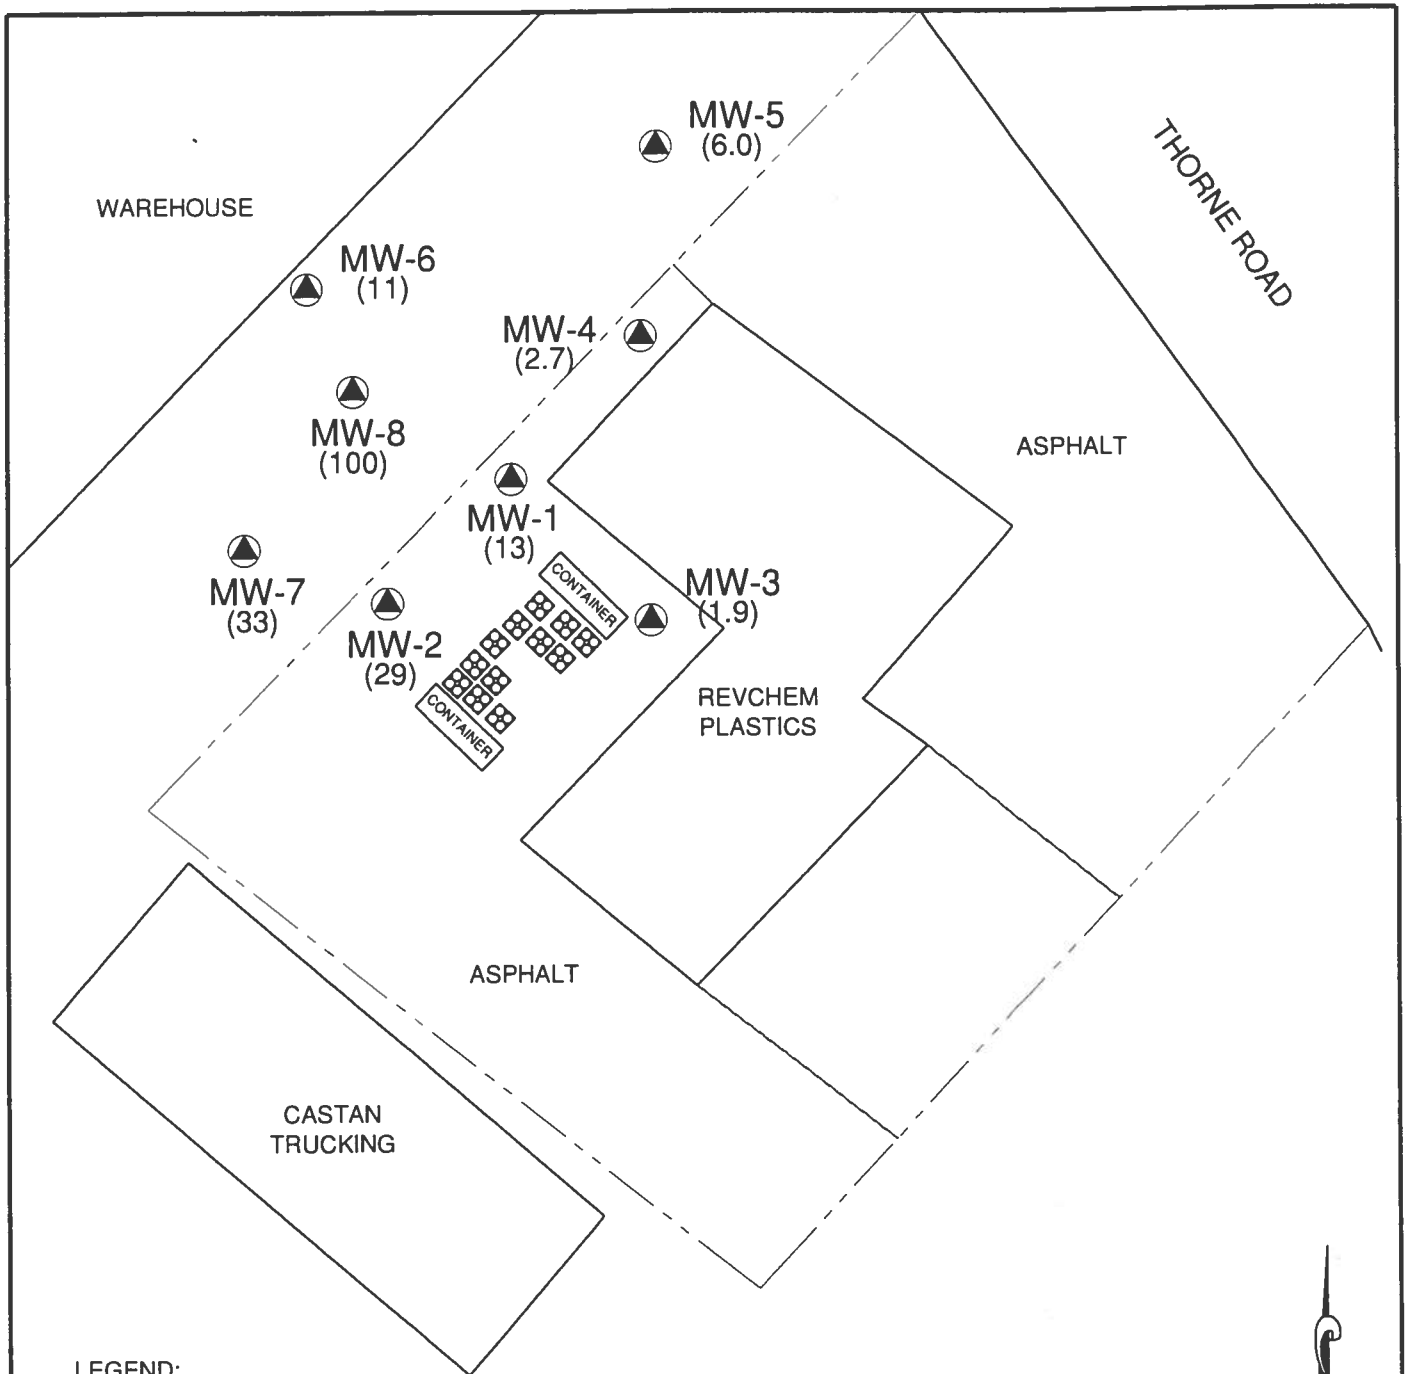 MW-5
(6.0)
THORNE ROAD
WAREHOUSE
MW-6
(11)
MW-4
(2.7)
MW-8
(100)
ASPHALT
MW-1
(13)
CONTAINER
MW-3
(1.9)
MW-7
(33)
MW-2
(29)
CONTAINER
REVCHEM
PLASTICS
ASPHALT
CASTAN
TRUCKING
LEGEND: